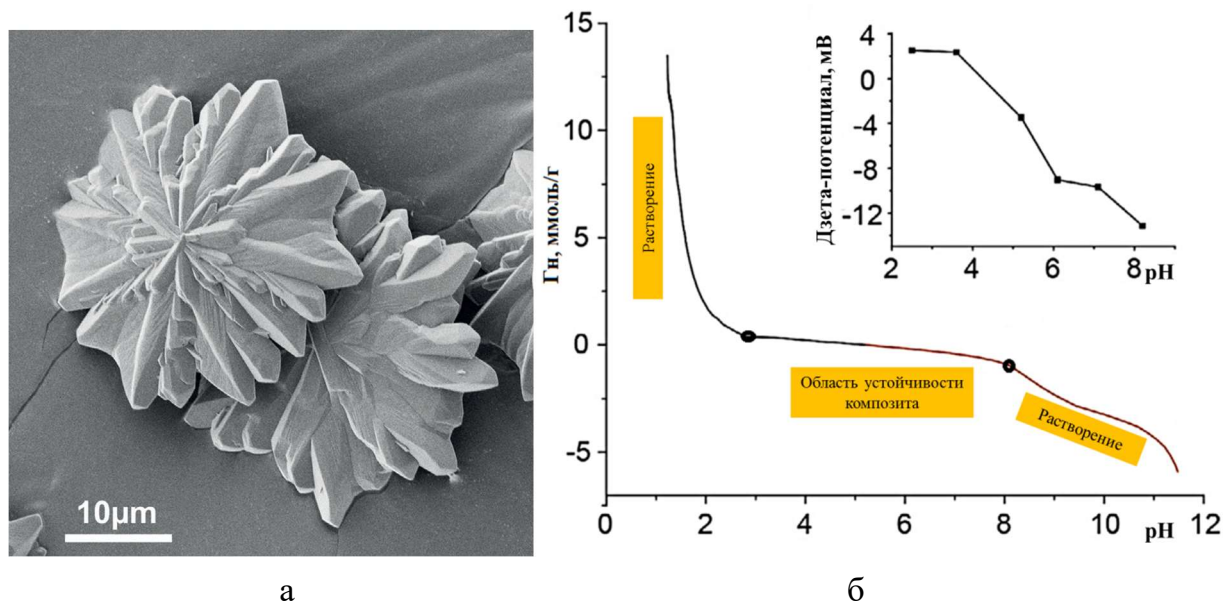 10µm
а
Гн, ммоль/г
15
10
5
0
-5
0
2
4
6
8
10
12
pH
Растворение
Область устойчивости
композита
Растворение
Дзета-потенциал, мВ
4
0
-4
-8
-12
2
4
6
8
pH
б